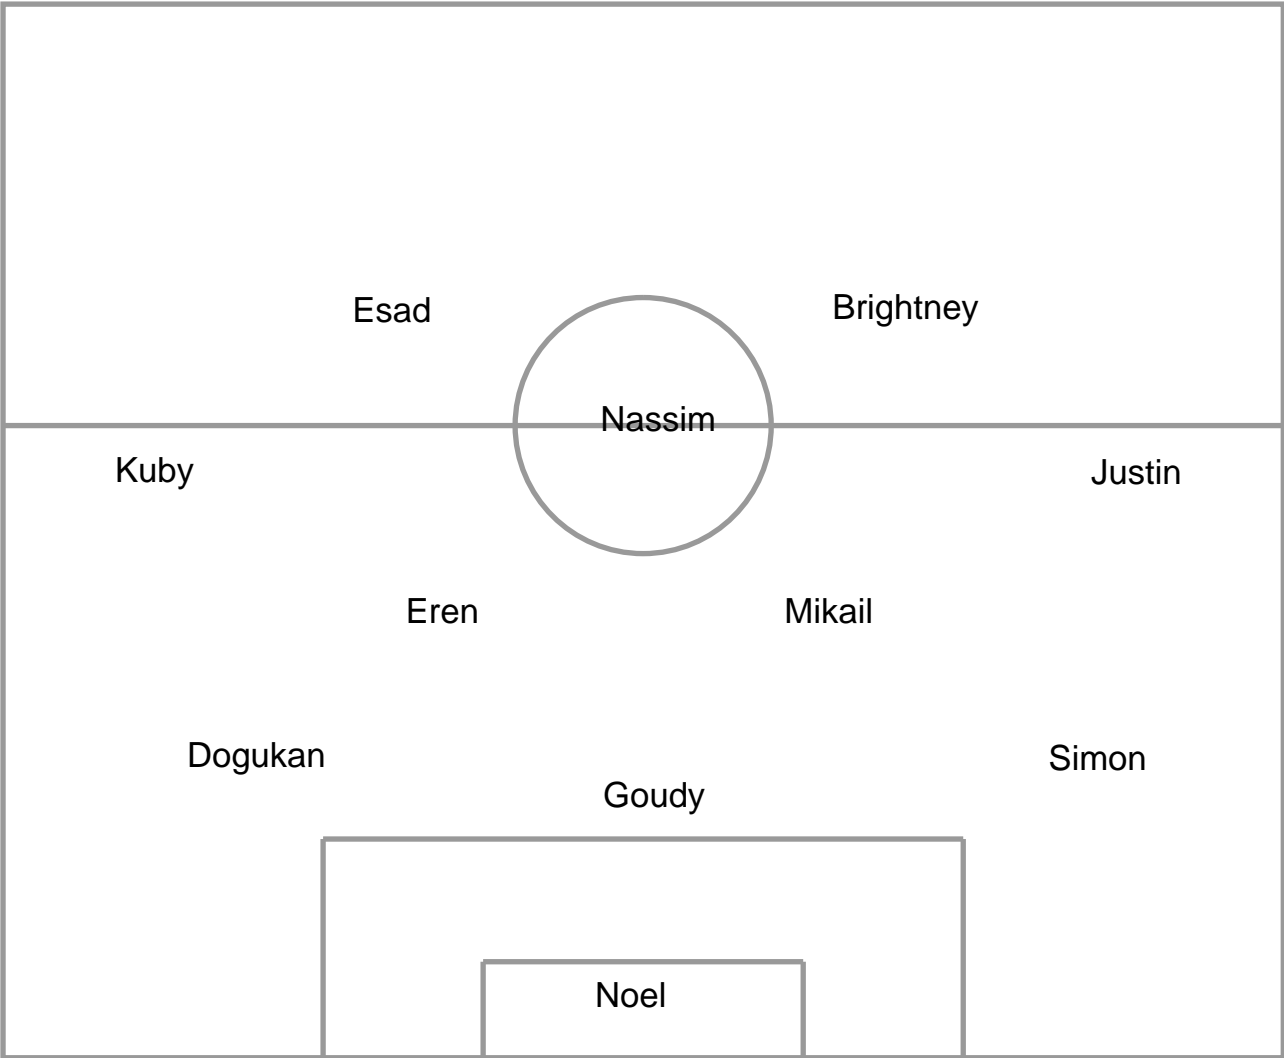 Esad
Brightney
Nassim
Kuby
Justin
Eren
Mikail
Dogukan
Simon
Goudy
Noel